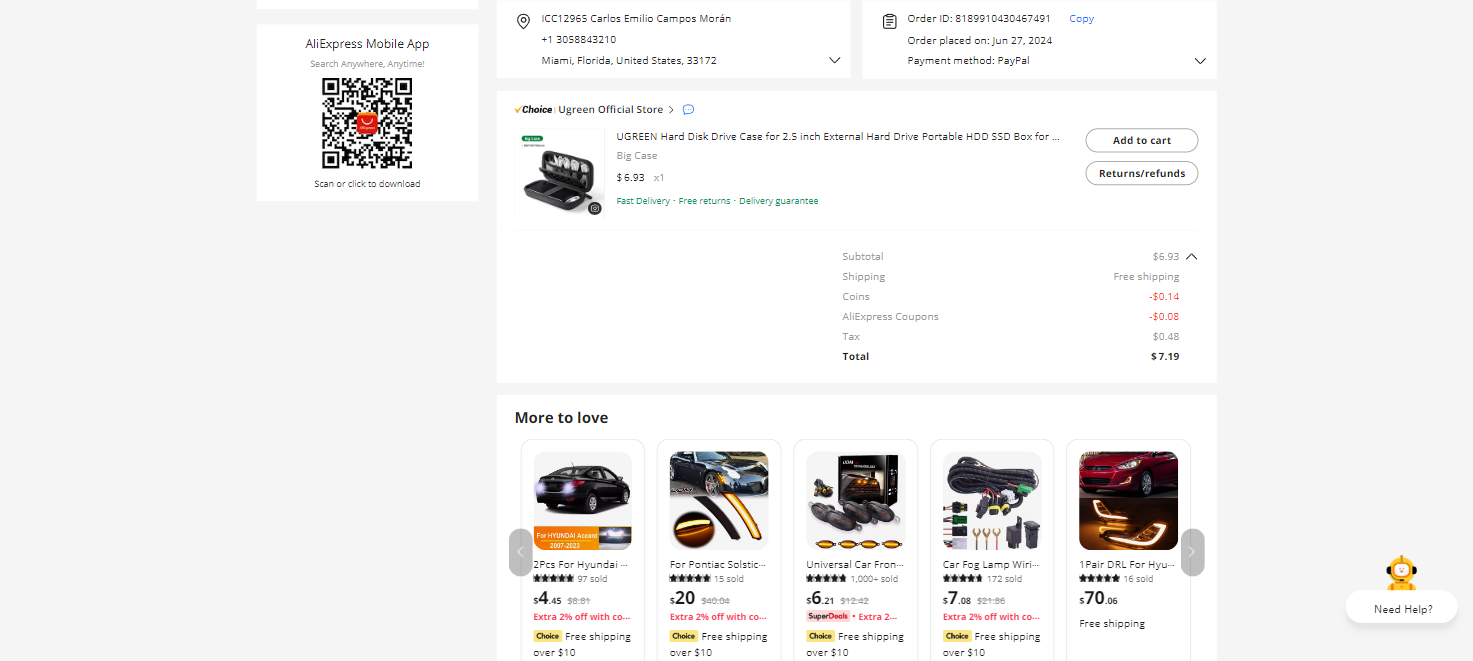 AliExpress Mobile App
Search Anywhere, Anytime!
AliExpress
Scan or click to download
ICC12965 Carlos Emilio Campos Morán
+1 3058843210
Miami, Florida, United States, 33172
Order ID: 8189910430467491 Copy
Order placed on: Jun 27, 2024
Payment method: PayPal
Choice Ugreen Official Store
Big Case
UGREEN Hard Disk Drive Case for 2.5 inch External Hard Drive Portable HDD SSD Box for ...
Big Case
$6.93 x1
Fast Delivery · Free returns · Delivery guarantee
Add to cart
Returns/refunds
Subtotal $6.93
Shipping Free shipping
Coins -$0.14
AliExpress Coupons -$0.08
Tax $0.48
Total $7.19
More to love
For HYUNDAI Accent
2007-2023
2Pcs For Hyundai ...
97 sold
$4.45 $8.81
Extra 2% off with co...
Choice Free shipping
over $10
For Pontiac Solstic...
15 sold
$20 $40.04
Extra 2% off with co...
Choice Free shipping
over $10
Universal Car Fron...
1,000+ sold
$6.21 $12.42
SuperDeals • Extra 2...
Choice Free shipping
over $10
Car Fog Lamp Wiri...
172 sold
$7.08 $21.86
Extra 2% off with co...
Choice Free shipping
over $10
1Pair DRL For Hyu...
16 sold
$70.06
Free shipping
Need Help?